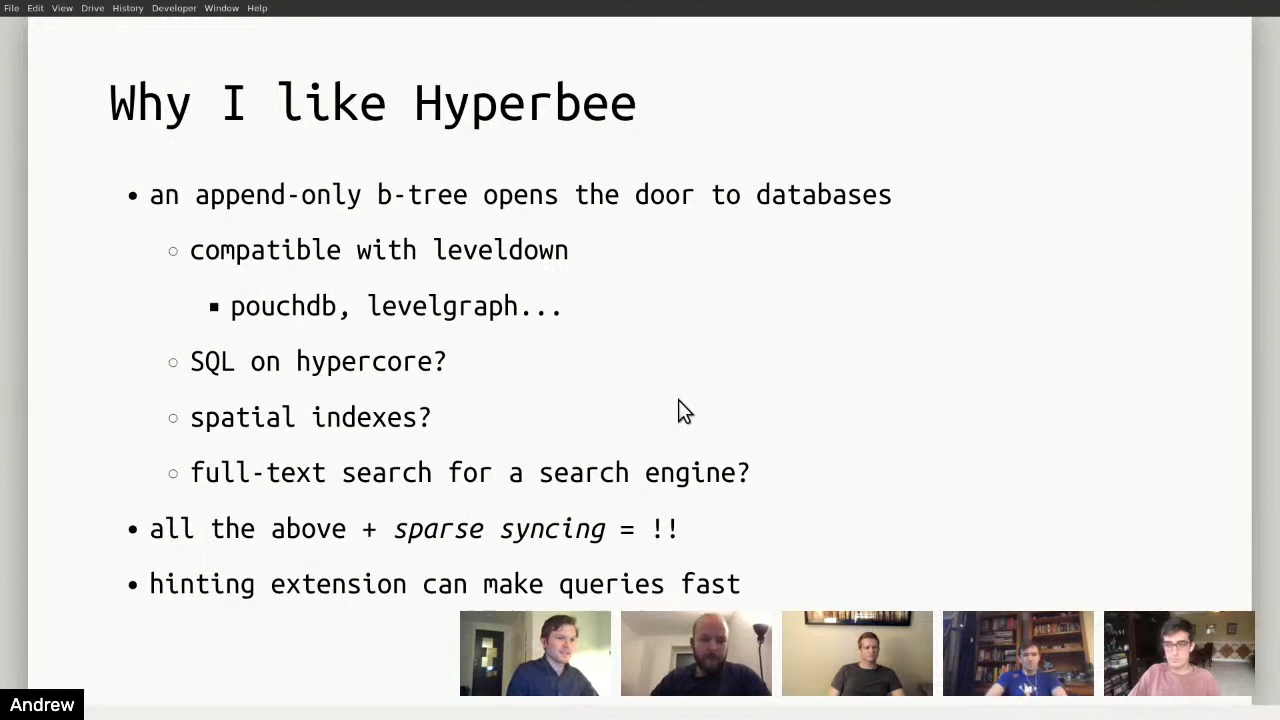 File Edit View Drive History Developer Window Help
Why I like Hyperbee
• an append-only b-tree opens the door to databases
○ compatible with leveldown
▪ pouchdb, levelgraph...
○ SQL on hypercore?
○ spatial indexes?
○ full-text search for a search engine?
• all the above + sparse syncing = !!
• hinting extension can make queries fast
Andrew